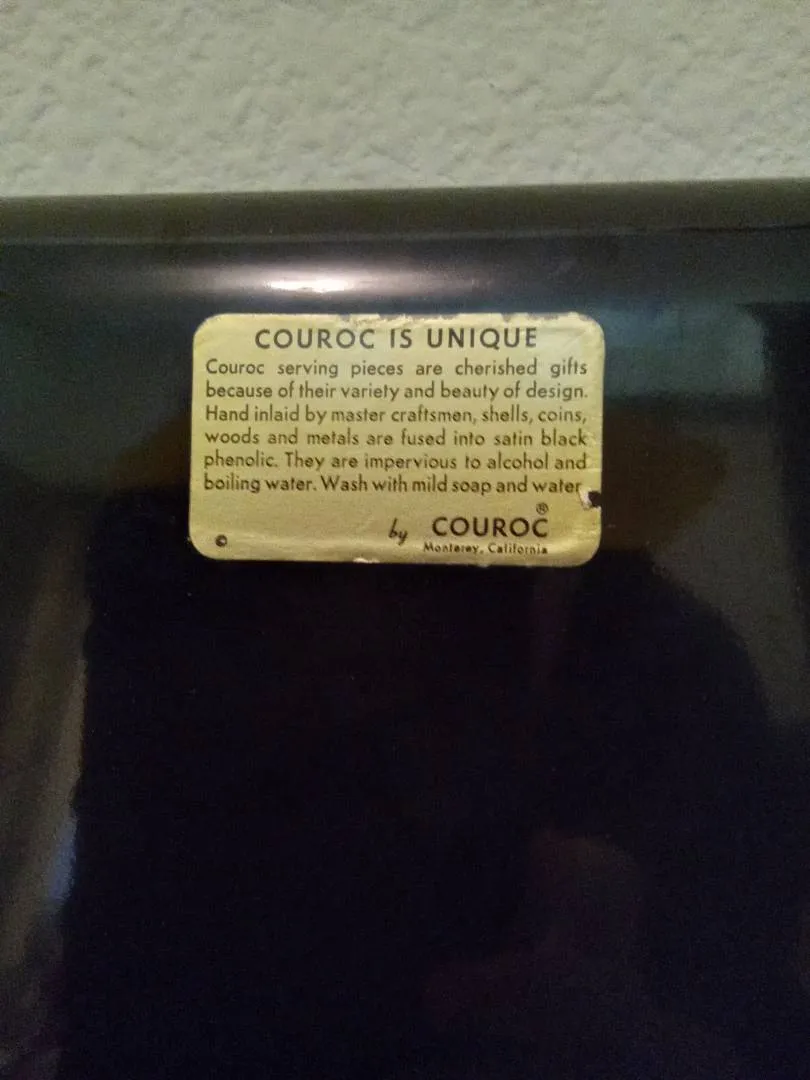 COUROC IS UNIQUE
Couroc serving pieces are cherished gifts
because of their variety and beauty of design.
Hand inlaid by master craftsmen, shells, coins,
woods and metals are fused into satin black
phenolic. They are impervious to alcohol and
boiling water. Wash with mild soap and water
®
© by COUROC
Monterey, California